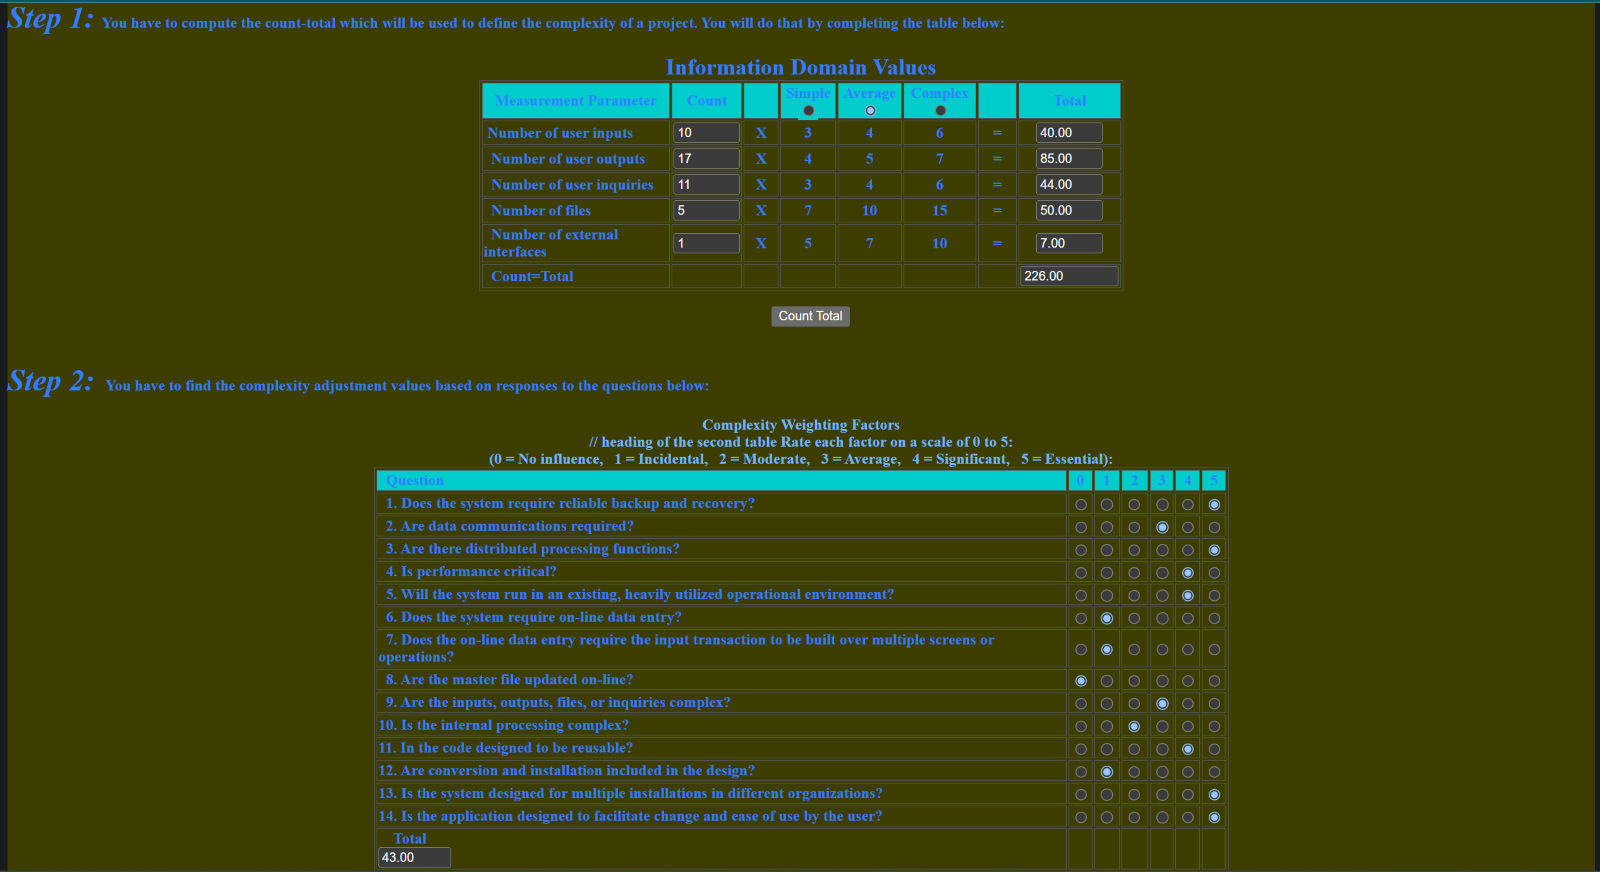 Step 1: You have to compute the count-total which will be used to define the complexity of a project. You will do that by completing the table below:
Information Domain Values
Measurement Parameter Count Simple Average Complex Total
Number of user inputs 10 X 3 4 6 = 40.00
Number of user outputs 17 X 4 5 7 = 85.00
Number of user inquiries 11 X 3 4 6 = 44.00
Number of files 5 X 7 10 15 = 50.00
Number of external
interfaces 1 X 5 7 10 = 7.00
Count=Total 226.00
Count Total
Step 2: You have to find the complexity adjustment values based on responses to the questions below:
Complexity Weighting Factors
// heading of the second table Rate each factor on a scale of 0 to 5:
(0 = No influence, 1 = Incidental, 2 = Moderate, 3 = Average, 4 = Significant, 5 = Essential):
Question 0 1 2 3 4 5
1. Does the system require reliable backup and recovery?
2. Are data communications required?
3. Are there distributed processing functions?
4. Is performance critical?
5. Will the system run in an existing, heavily utilized operational environment?
6. Does the system require on-line data entry?
7. Does the on-line data entry require the input transaction to be built over multiple screens or
operations?
8. Are the master file updated on-line?
9. Are the inputs, outputs, files, or inquiries complex?
10. Is the internal processing complex?
11. In the code designed to be reusable?
12. Are conversion and installation included in the design?
13. Is the system designed for multiple installations in different organizations?
14. Is the application designed to facilitate change and ease of use by the user?
Total
43.00